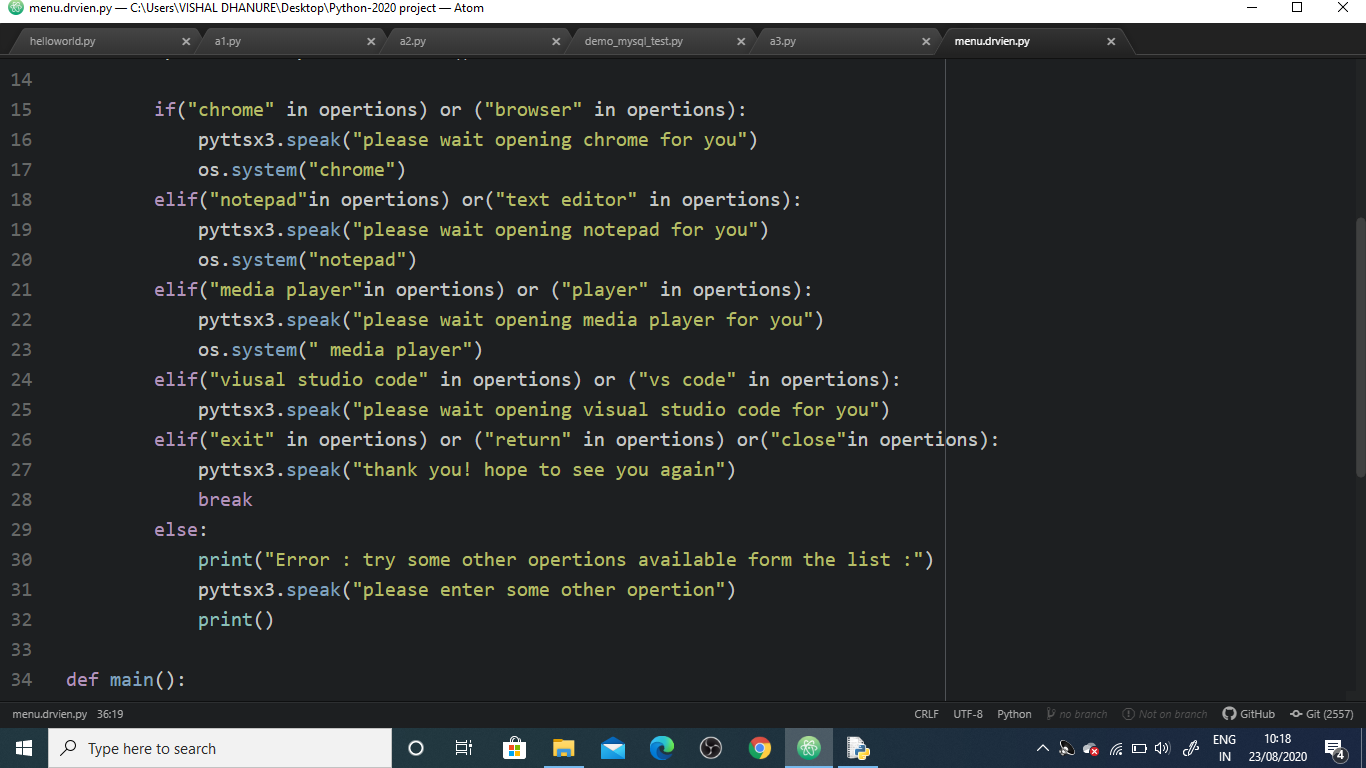 menu.drvien.py — C:\Users\VISHAL DHANURE\Desktop\Python-2020 project — Atom
helloworld.py a1.py a2.py demo_mysql_test.py a3.py menu.drvien.py
14
15 if("chrome" in opertions) or ("browser" in opertions):
16 pyttsx3.speak("please wait opening chrome for you")
17 os.system("chrome")
18 elif("notepad"in opertions) or("text editor" in opertions):
19 pyttsx3.speak("please wait opening notepad for you")
20 os.system("notepad")
21 elif("media player"in opertions) or ("player" in opertions):
22 pyttsx3.speak("please wait opening media player for you")
23 os.system(" media player")
24 elif("viusal studio code" in opertions) or ("vs code" in opertions):
25 pyttsx3.speak("please wait opening visual studio code for you")
26 elif("exit" in opertions) or ("return" in opertions) or("close"in opertions):
27 pyttsx3.speak("thank you! hope to see you again")
28 break
29 else:
30 print("Error : try some other opertions available form the list :")
31 pyttsx3.speak("please enter some other opertion")
32 print()
33
34 def main():
menu.drvien.py 36:19 CRLF UTF-8 Python no branch Not on branch GitHub Git (2557)
Type here to search
ENG 10:18
IN 23/08/2020 4